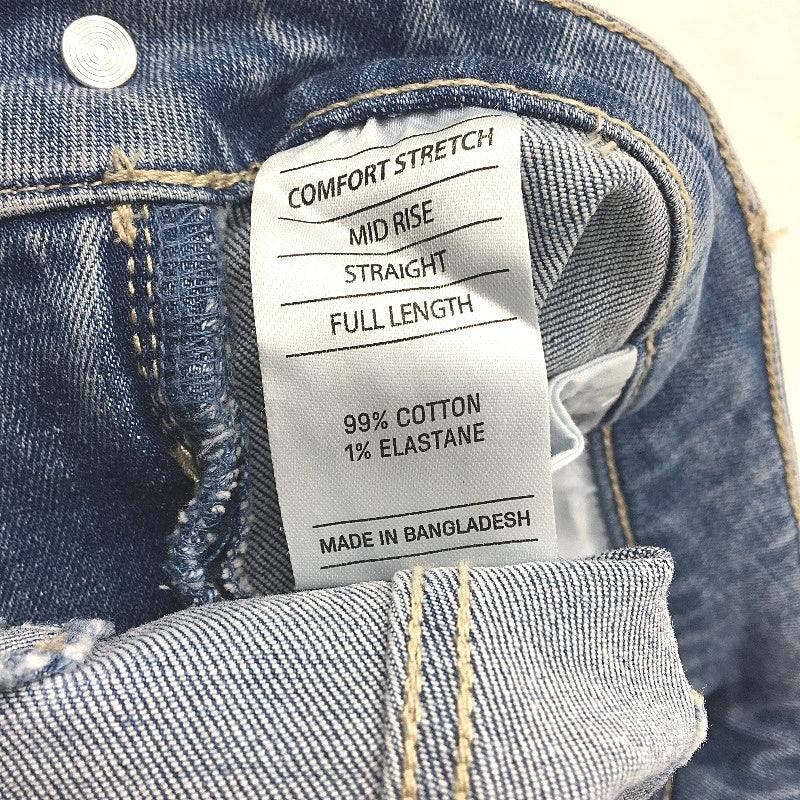 COMFORT STRETCH
MID RISE
STRAIGHT
FULL LENGTH
99% COTTON
1% ELASTANE
MADE IN BANGLADESH